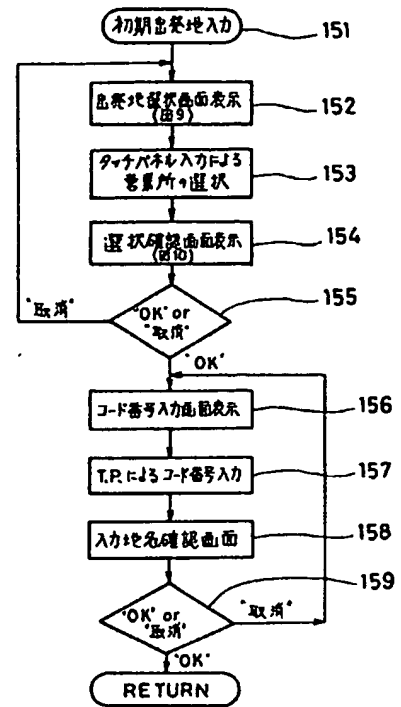 初期出発地入力
151
出発地選択画面表示
(図9)
152
タッチパネル入力による
営業所の選択
153
選択確認画面表示
(図10)
154
"OK" or
"取消"
155
"取消"
"OK"
コード番号入力画面表示
156
T.P.によるコード番号入力
157
入力地名確認画面
158
"OK" or
"取消"
159
"取消"
"OK"
RETURN